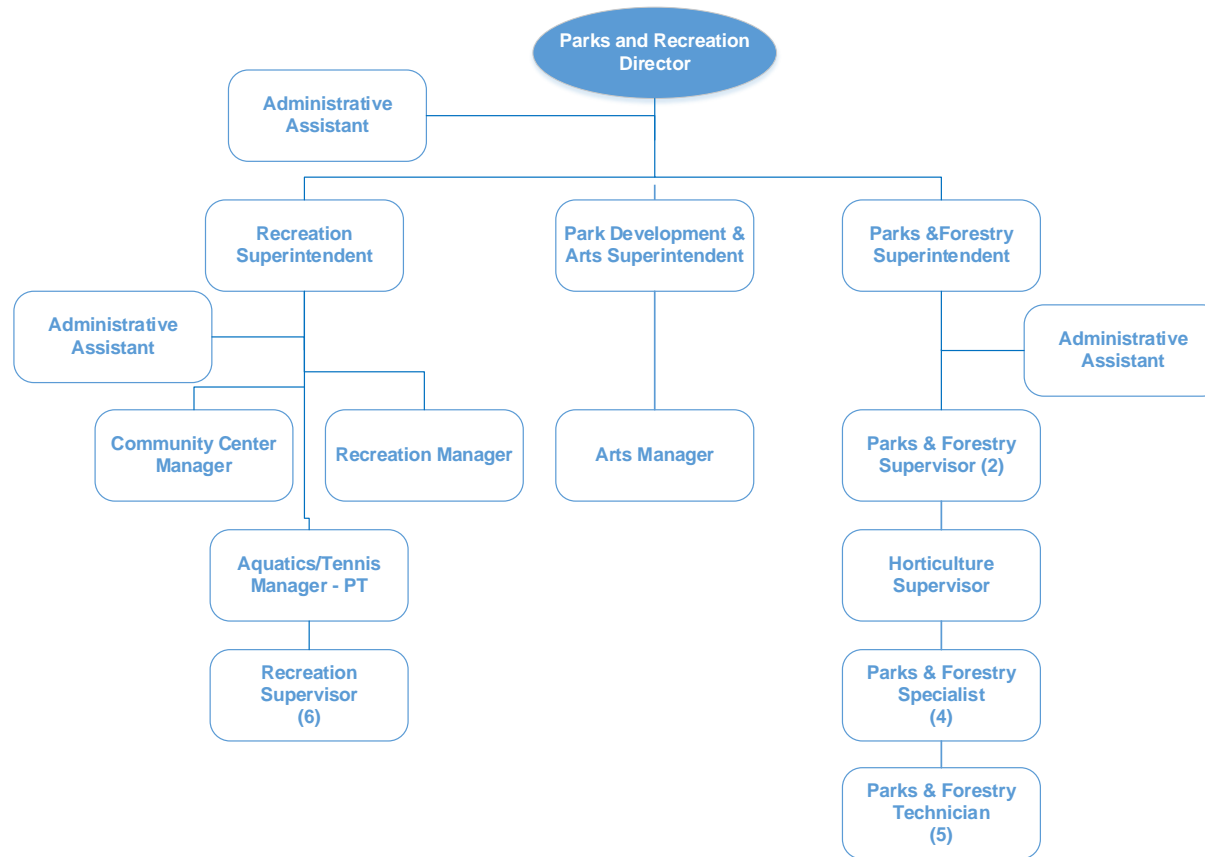 Parks and Recreation
Director
Administrative
Assistant
Recreation
Superintendent
Park Development &
Arts Superintendent
Parks &Forestry
Superintendent
Administrative
Assistant
Administrative
Assistant
Community Center
Manager
Recreation Manager
Arts Manager
Parks & Forestry
Supervisor (2)
Aquatics/Tennis
Manager - PT
Horticulture
Supervisor
Recreation
Supervisor
(6)
Parks & Forestry
Specialist
(4)
Parks & Forestry
Technician
(5)